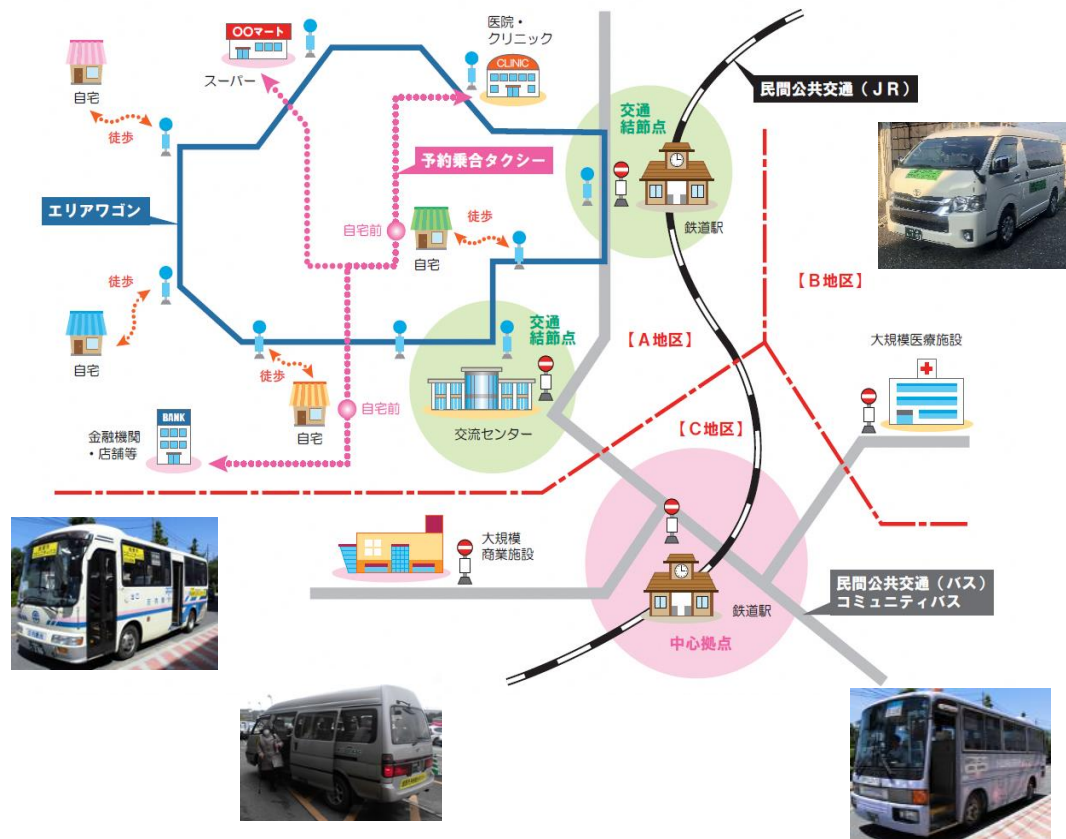 〇〇マート
スーパー
医院・
クリニック
CLINIC
自宅
徒歩
民間公共交通（ＪＲ）
交通
結節点
予約乗合タクシー
エリアワゴン
自宅前
自宅
徒歩
鉄道駅
【Ｂ地区】
徒歩
自宅
交通
結節点
【Ａ地区】
大規模医療施設
徒歩
自宅
自宅前
交流センター
【Ｃ地区】
BANK
金融機関
・店舗等
大規模
商業施設
民間公共交通（バス）
コミュニティバス
鉄道駅
中心拠点